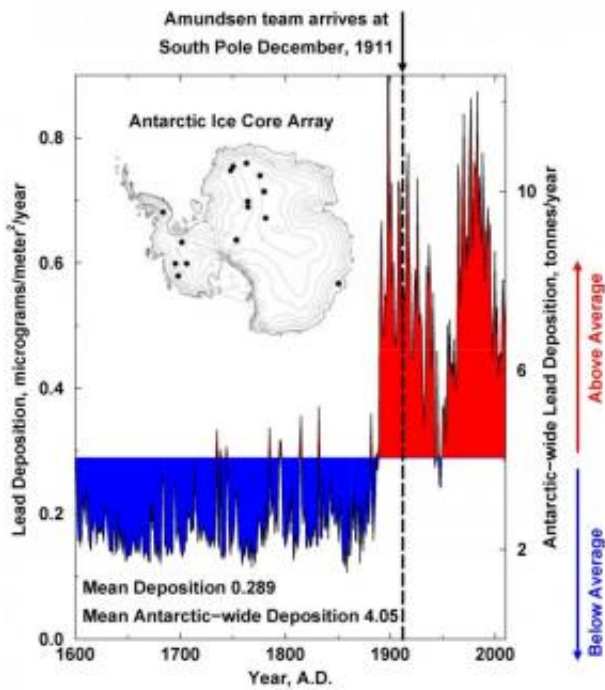 Amundsen team arrives at
South Pole December, 1911
Antarctic Ice Core Array
Lead Deposition, micrograms/meter²/year
0.8
0.6
0.4
0.2
0.0
10
6
2
Antarctic−wide Lead Deposition, tonnes/year
Above Average
Below Average
Mean Deposition 0.289
Mean Antarctic−wide Deposition 4.05
1600
1700
1800
1900
2000
Year, A.D.